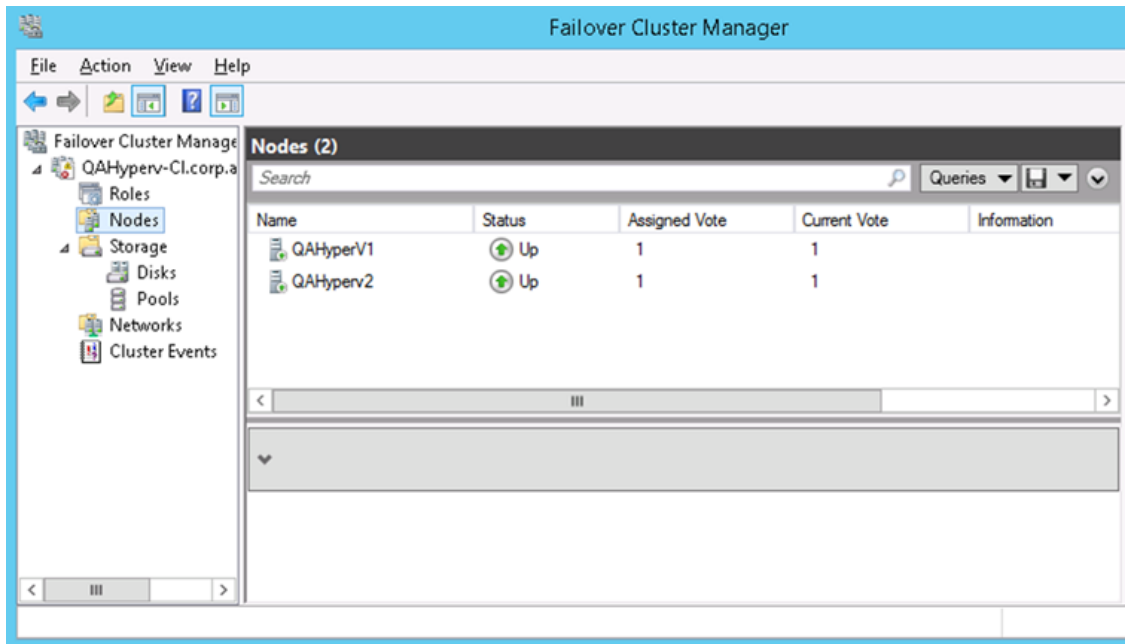 Failover Cluster Manager
File Action View Help
Failover Cluster Manage
QAHyperv-Cl.corp.a
Roles
Nodes
Storage
Disks
Pools
Networks
Cluster Events
Nodes (2)
Search
Queries
Name Status Assigned Vote Current Vote Information
QAHyperV1 Up 1 1
QAHyperv2 Up 1 1